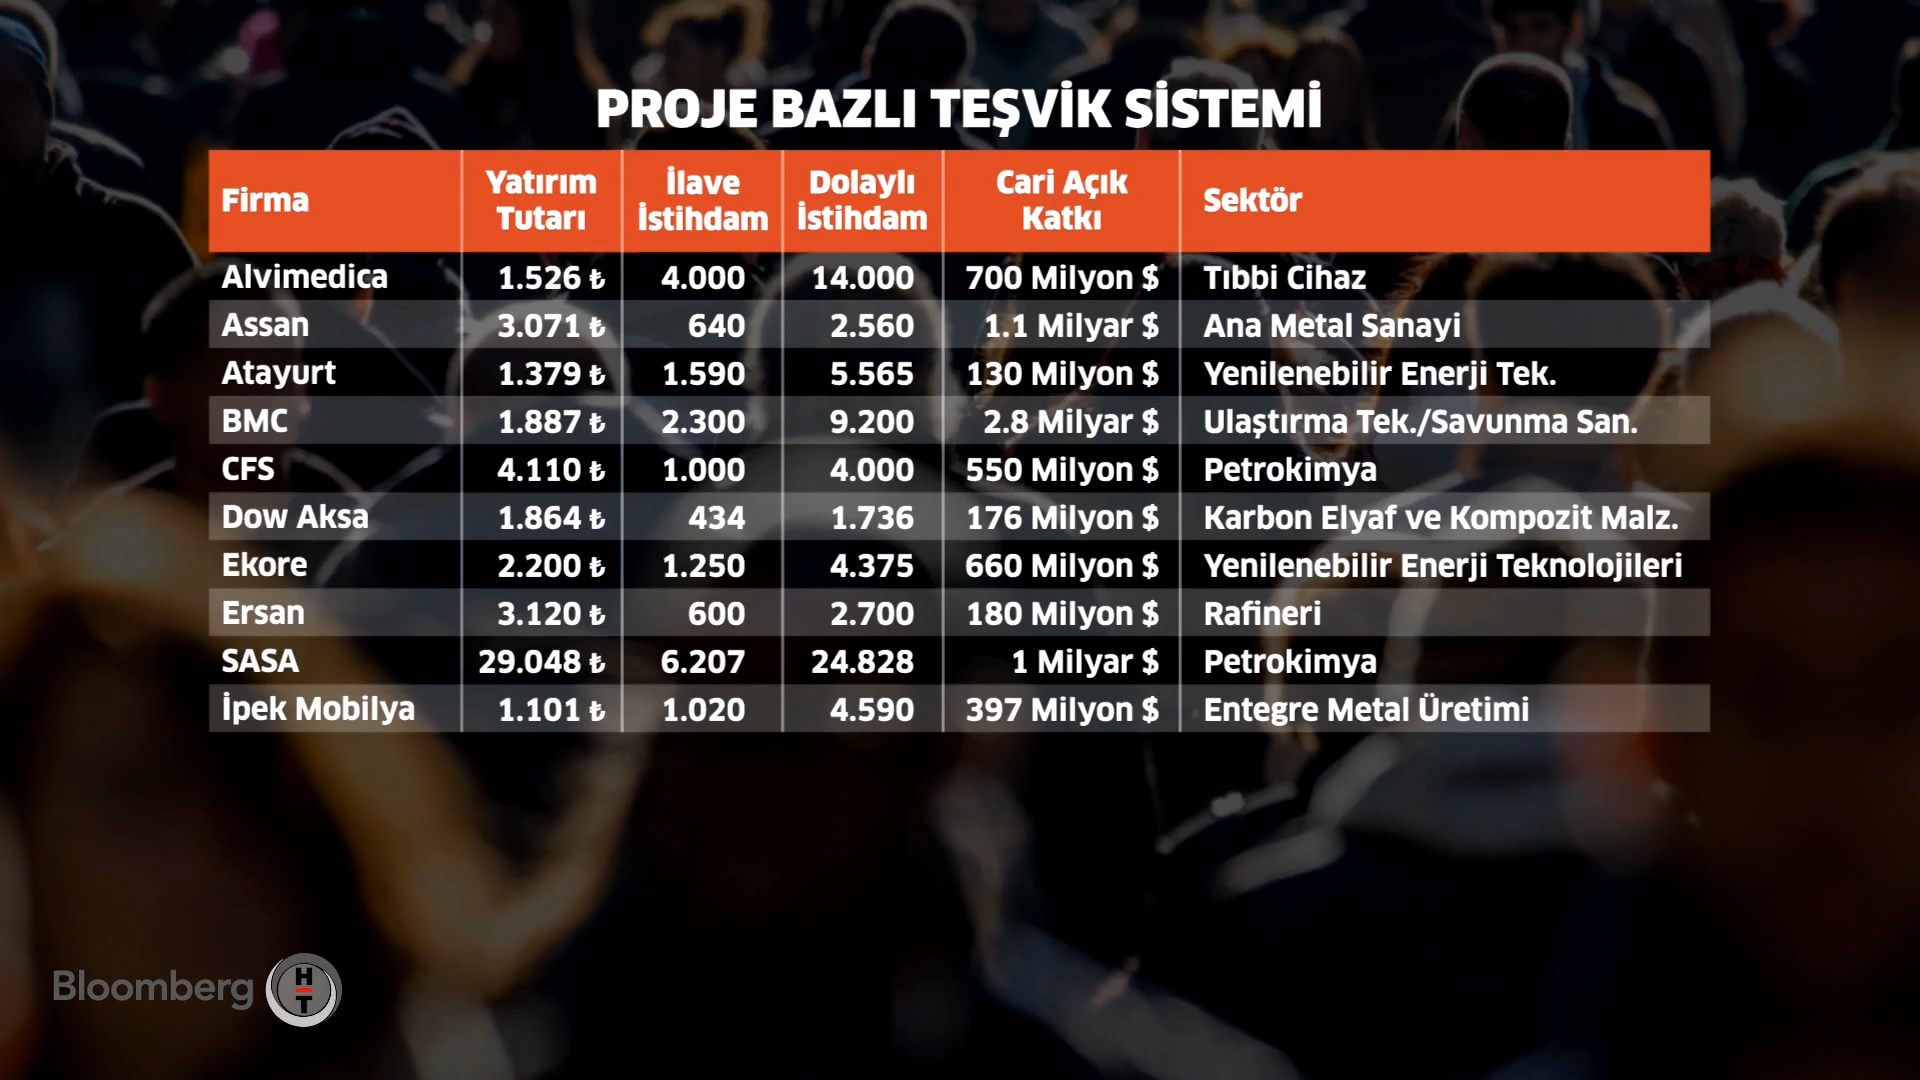 PROJE BAZLI TEŞVİK SİSTEMİ
Firma Yatırım Tutarı İlave İstihdam Dolaylı İstihdam Cari Açık Katkı Sektör
Alvimedica 1.526 ₺ 4.000 14.000 700 Milyon $ Tıbbi Cihaz
Assan 3.071 ₺ 640 2.560 1.1 Milyar $ Ana Metal Sanayi
Atayurt 1.379 ₺ 1.590 5.565 130 Milyon $ Yenilenebilir Enerji Tek.
BMC 1.887 ₺ 2.300 9.200 2.8 Milyar $ Ulaştırma Tek./Savunma San.
CFS 4.110 ₺ 1.000 4.000 550 Milyon $ Petrokimya
Dow Aksa 1.864 ₺ 434 1.736 176 Milyon $ Karbon Elyaf ve Kompozit Malz.
Ekore 2.200 ₺ 1.250 4.375 660 Milyon $ Yenilenebilir Enerji Teknolojileri
Ersan 3.120 ₺ 600 2.700 180 Milyon $ Rafineri
SASA 29.048 ₺ 6.207 24.828 1 Milyar $ Petrokimya
İpek Mobilya 1.101 ₺ 1.020 4.590 397 Milyon $ Entegre Metal Üretimi
Bloomberg HT